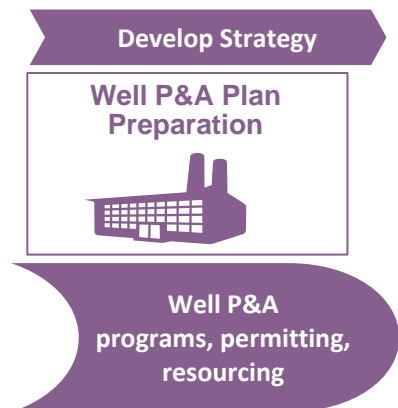 Develop Strategy
Well P&A Plan
Preparation
Well P&A
programs, permitting,
resourcing